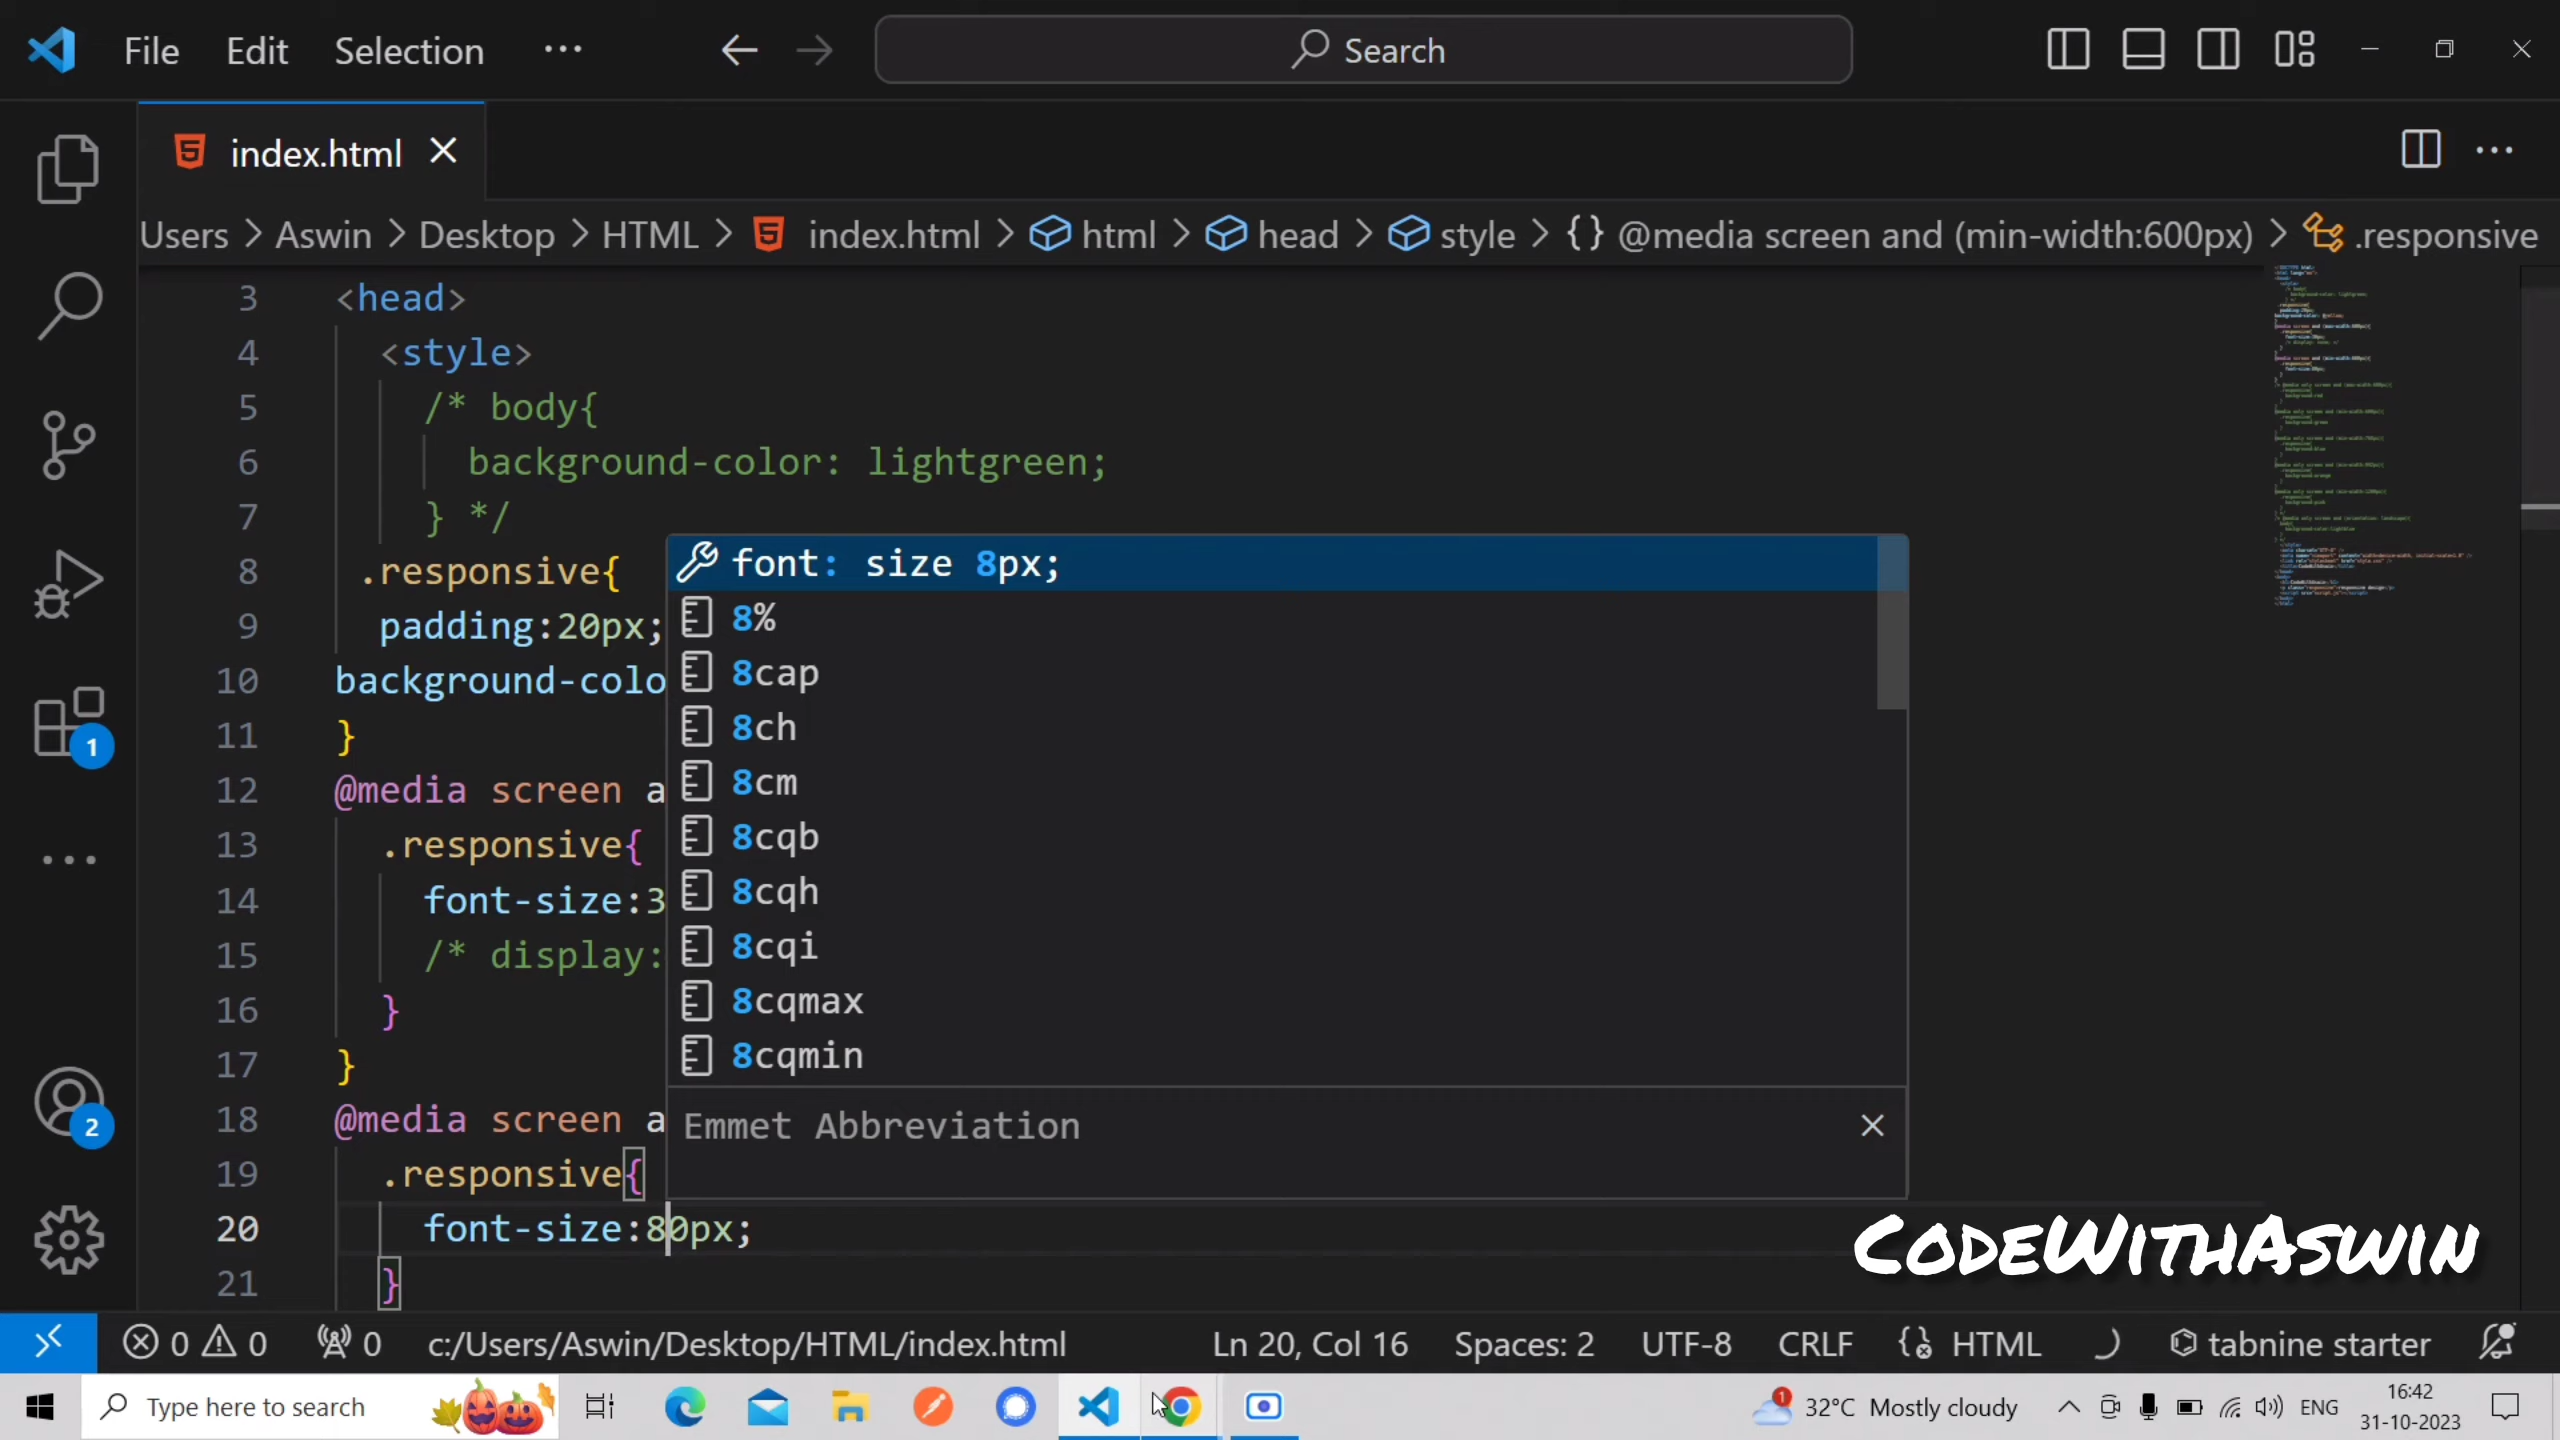 File Edit Selection ··· Search
index.html
Users > Aswin > Desktop > HTML > index.html > html > head > style > {} @media screen and (min-width:600px) > .responsive
3 <head>
4 <style>
5 /* body{
6 background-color: lightgreen;
7 } */
8 .responsive{
9 padding:20px;
10 background-colo
11 }
12 @media screen a
13 .responsive{
14 font-size:3
15 /* display:
16 }
17 }
18 @media screen a
19 .responsive{
20 font-size:80px;
21 }
font: size 8px;
8%
8cap
8ch
8cm
8cqb
8cqh
8cqi
8cqmax
8cqmin
Emmet Abbreviation
1
2
CodeWithAswin
0 0 0 c:/Users/Aswin/Desktop/HTML/index.html Ln 20, Col 16 Spaces: 2 UTF-8 CRLF HTML tabnine starter
Type here to search 1 32°C Mostly cloudy ENG 16:42
31-10-2023